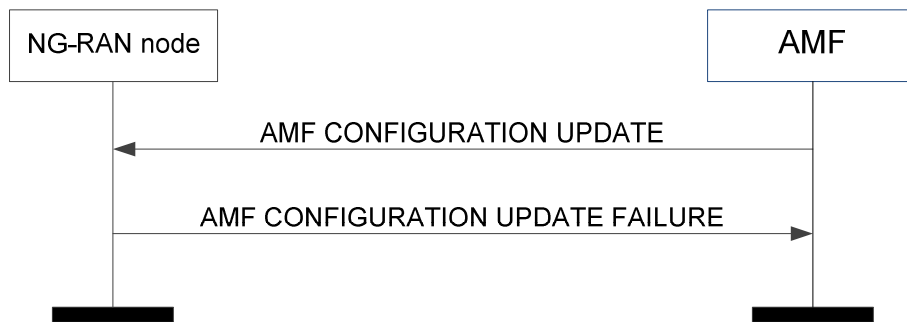 NG-RAN node
AMF
AMF CONFIGURATION UPDATE
AMF CONFIGURATION UPDATE FAILURE